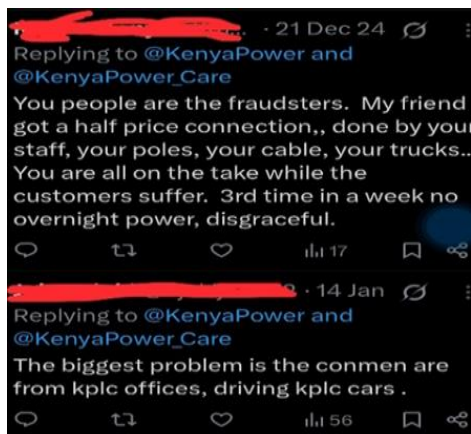 · 21 Dec 24
Replying to @KenyaPower and
@KenyaPower_Care
You people are the fraudsters.  My friend
got a half price connection,, done by your
staff, your poles, your cable, your trucks..
You are all on the take while the
customers suffer.  3rd time in a week no
overnight power, disgraceful.
17
· 14 Jan
Replying to @KenyaPower and
@KenyaPower_Care
The biggest problem is the conmen are
from kplc offices, driving kplc cars .
56